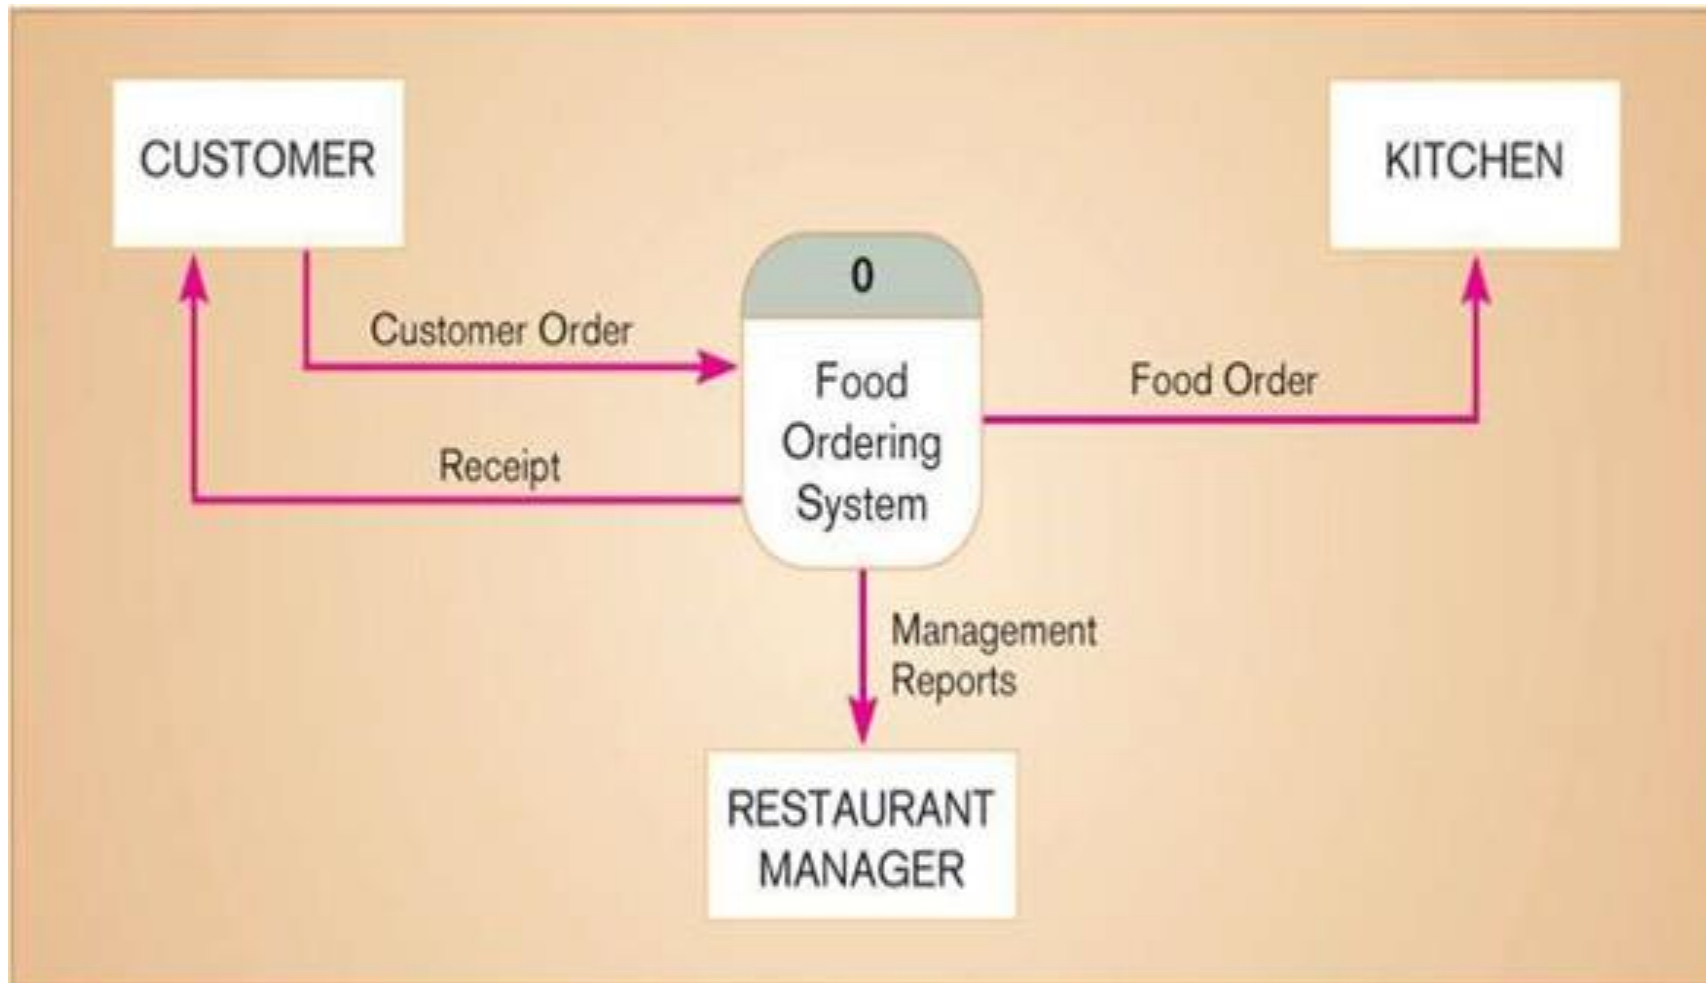 CUSTOMER
KITCHEN
0
Customer Order
Food
Ordering
System
Food Order
Receipt
Management
Reports
RESTAURANT
MANAGER